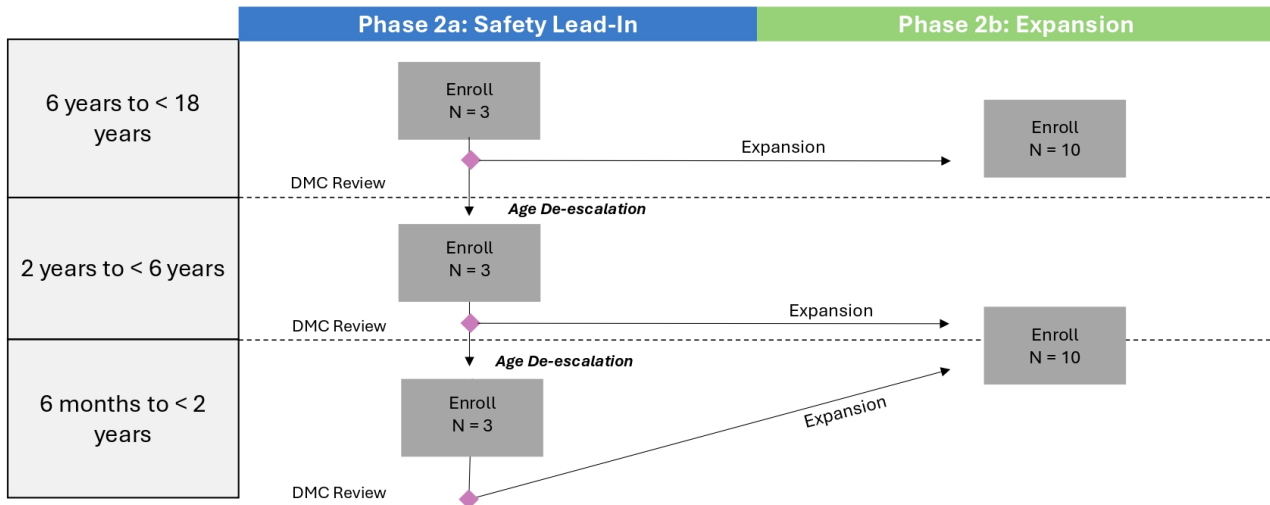 Phase 2a: Safety Lead-In
Phase 2b: Expansion
6 years to < 18
years
Enroll
N = 3
Expansion
Enroll
N = 10
DMC Review
Age De-escalation
2 years to < 6 years
Enroll
N = 3
Expansion
DMC Review
Enroll
N = 10
Age De-escalation
6 months to < 2
years
Enroll
N = 3
Expansion
DMC Review